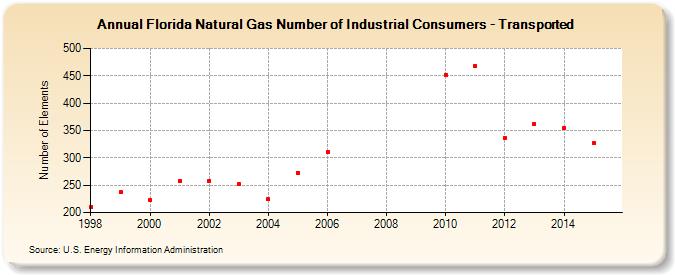 Annual Florida Natural Gas Number of Industrial Consumers - Transported
Number of Elements
500
450
400
350
300
250
200
1998 2000 2002 2004 2006 2008 2010 2012 2014
Source: U.S. Energy Information Administration